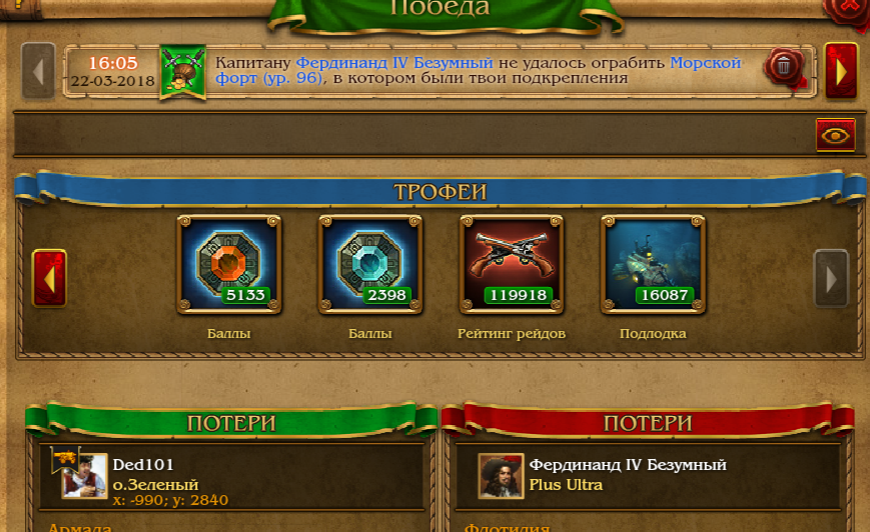 ?
Победа
16:05
22-03-2018
Капитану Фердинанд IV Безумный не удалось ограбить Морской
форт (ур. 96), в котором были твои подкрепления
ТРОФЕИ
5133
2398
119918
16087
Баллы
Баллы
Рейтинг рейдов
Подлодка
ПОТЕРИ
ПОТЕРИ
Ded101
о.Зеленый
x: -990; y: 2840
Фердинанд IV Безумный
Plus Ultra
Армада
Флотилия